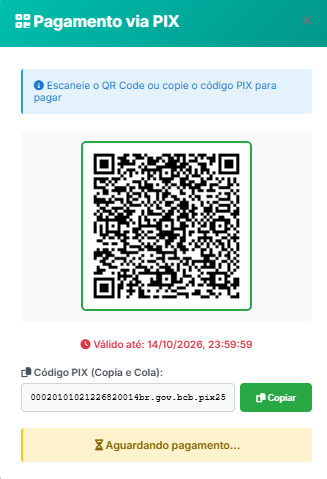 Pagamento via PIX
Escaneie o QR Code ou copie o código PIX para
pagar
Válido até: 14/10/2026, 23:59:59
Código PIX (Copia e Cola):
00020101021226820014br.gov.bcb.pix25
Copiar
Aguardando pagamento...